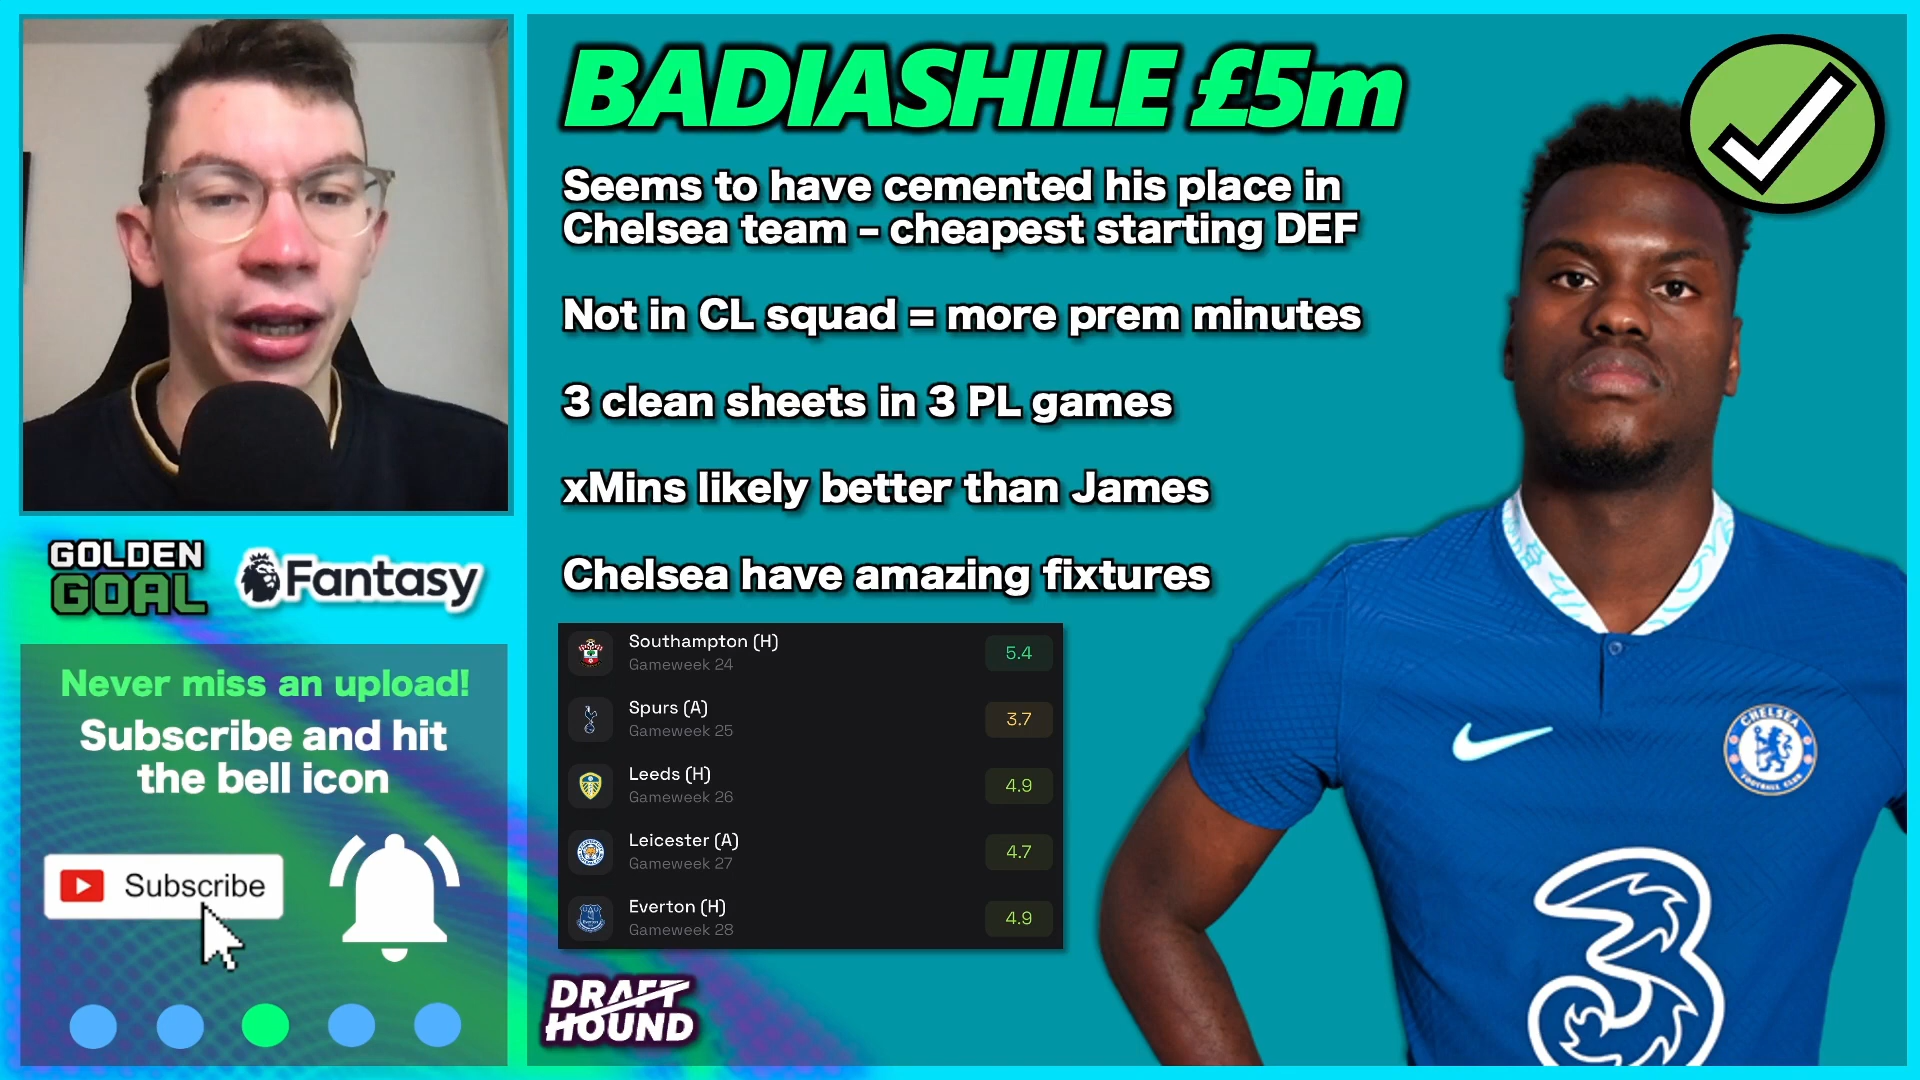 BADIASHILE £5m
Seems to have cemented his place in
Chelsea team – cheapest starting DEF
Not in CL squad = more prem minutes
3 clean sheets in 3 PL games
xMins likely better than James
Chelsea have amazing fixtures
Southampton (H)
Gameweek 24
5.4
Spurs (A)
Gameweek 25
3.7
Leeds (H)
Gameweek 26
4.9
Leicester (A)
Gameweek 27
4.7
Everton (H)
Gameweek 28
4.9
DRAFT
HOUND
GOLDEN
GOAL
Fantasy
Never miss an upload!
Subscribe and hit
the bell icon
Subscribe
CHELSEA
FOOTBALL CLUB
3